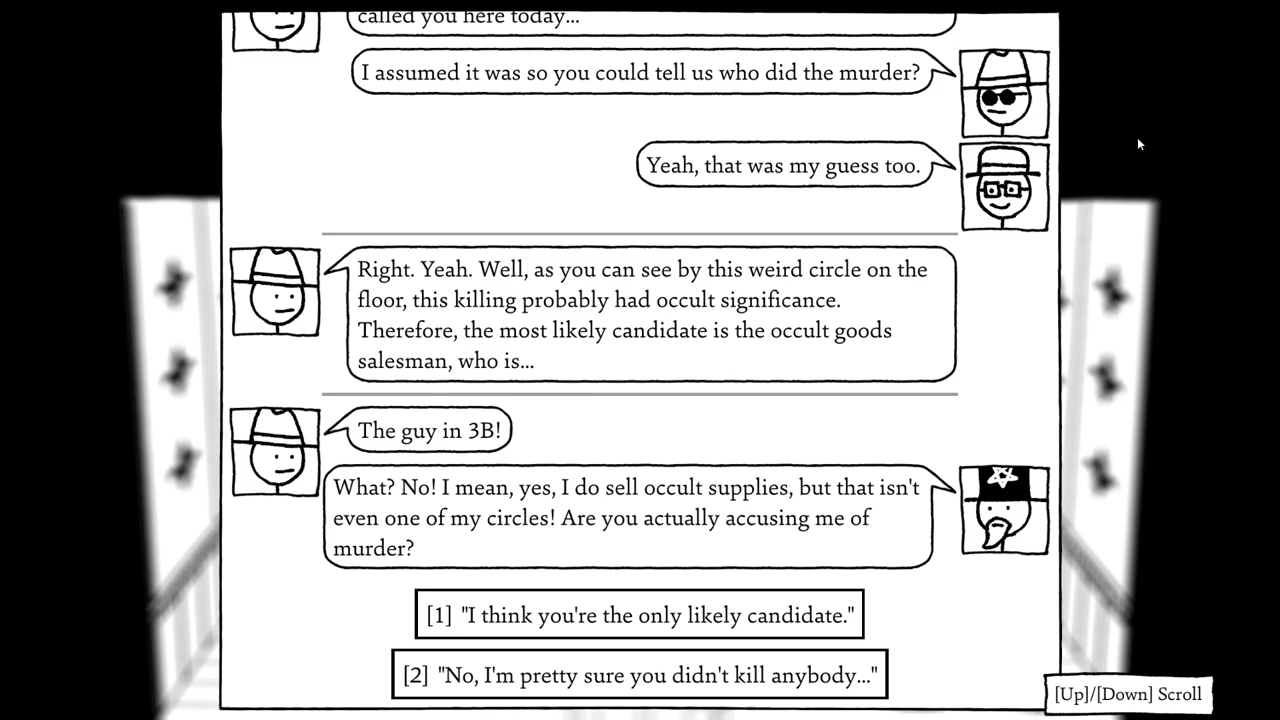 called you here today...
I assumed it was so you could tell us who did the murder?
Yeah, that was my guess too.
Right. Yeah. Well, as you can see by this weird circle on the
floor, this killing probably had occult significance.
Therefore, the most likely candidate is the occult goods
salesman, who is...
The guy in 3B!
What? No! I mean, yes, I do sell occult supplies, but that isn't
even one of my circles! Are you actually accusing me of
murder?
[1] "I think you're the only likely candidate."
[2] "No, I'm pretty sure you didn't kill anybody..."
[Up]/[Down] Scroll